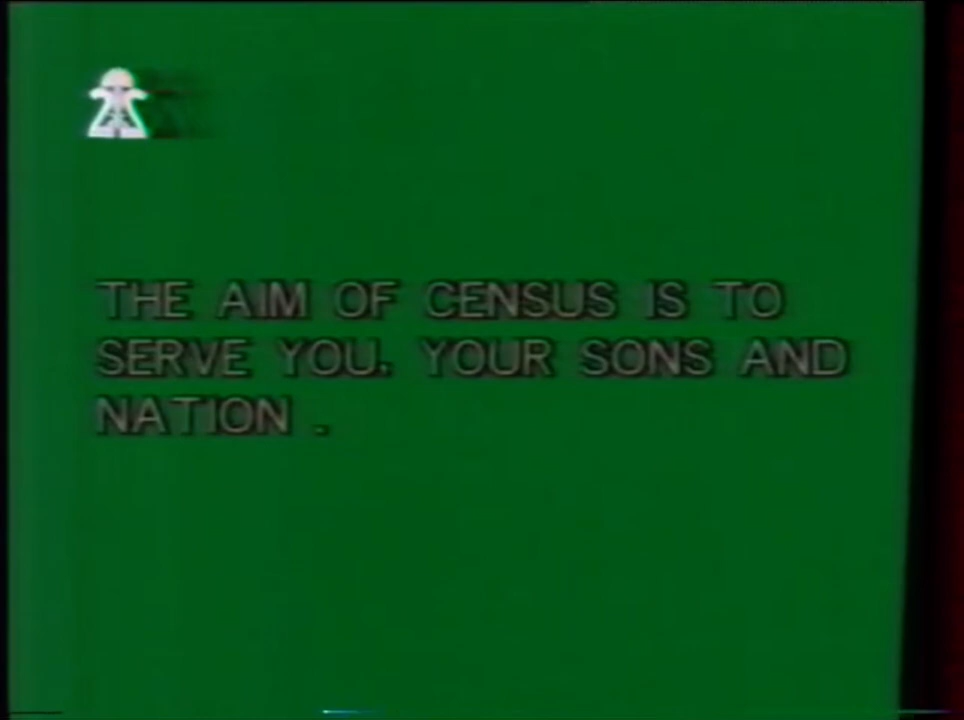 THE AIM OF CENSUS IS TO
SERVE YOU, YOUR SONS AND
NATION .